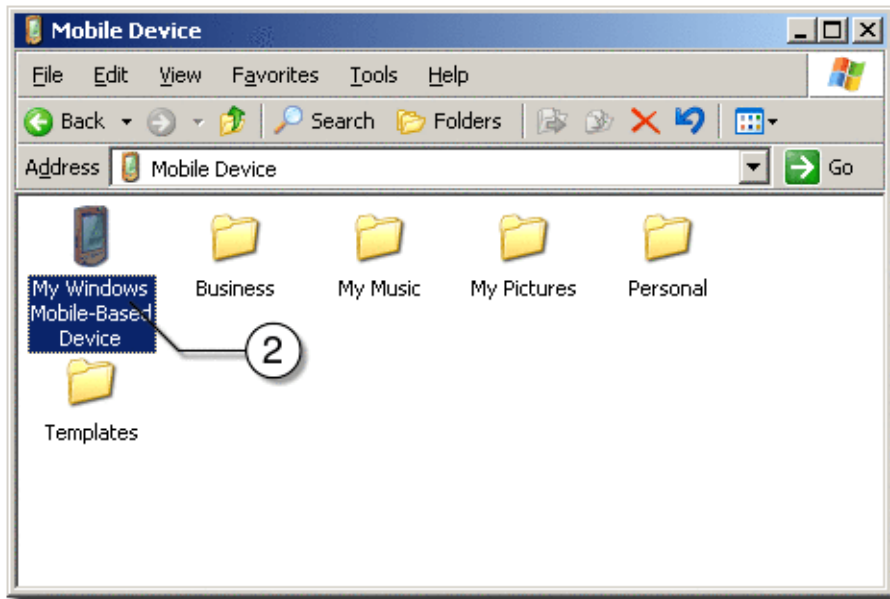 Mobile Device
File Edit View Favorites Tools Help
Back Search Folders
Address Mobile Device Go
My Windows Mobile-Based Device
Business
My Music
My Pictures
Personal
2
Templates